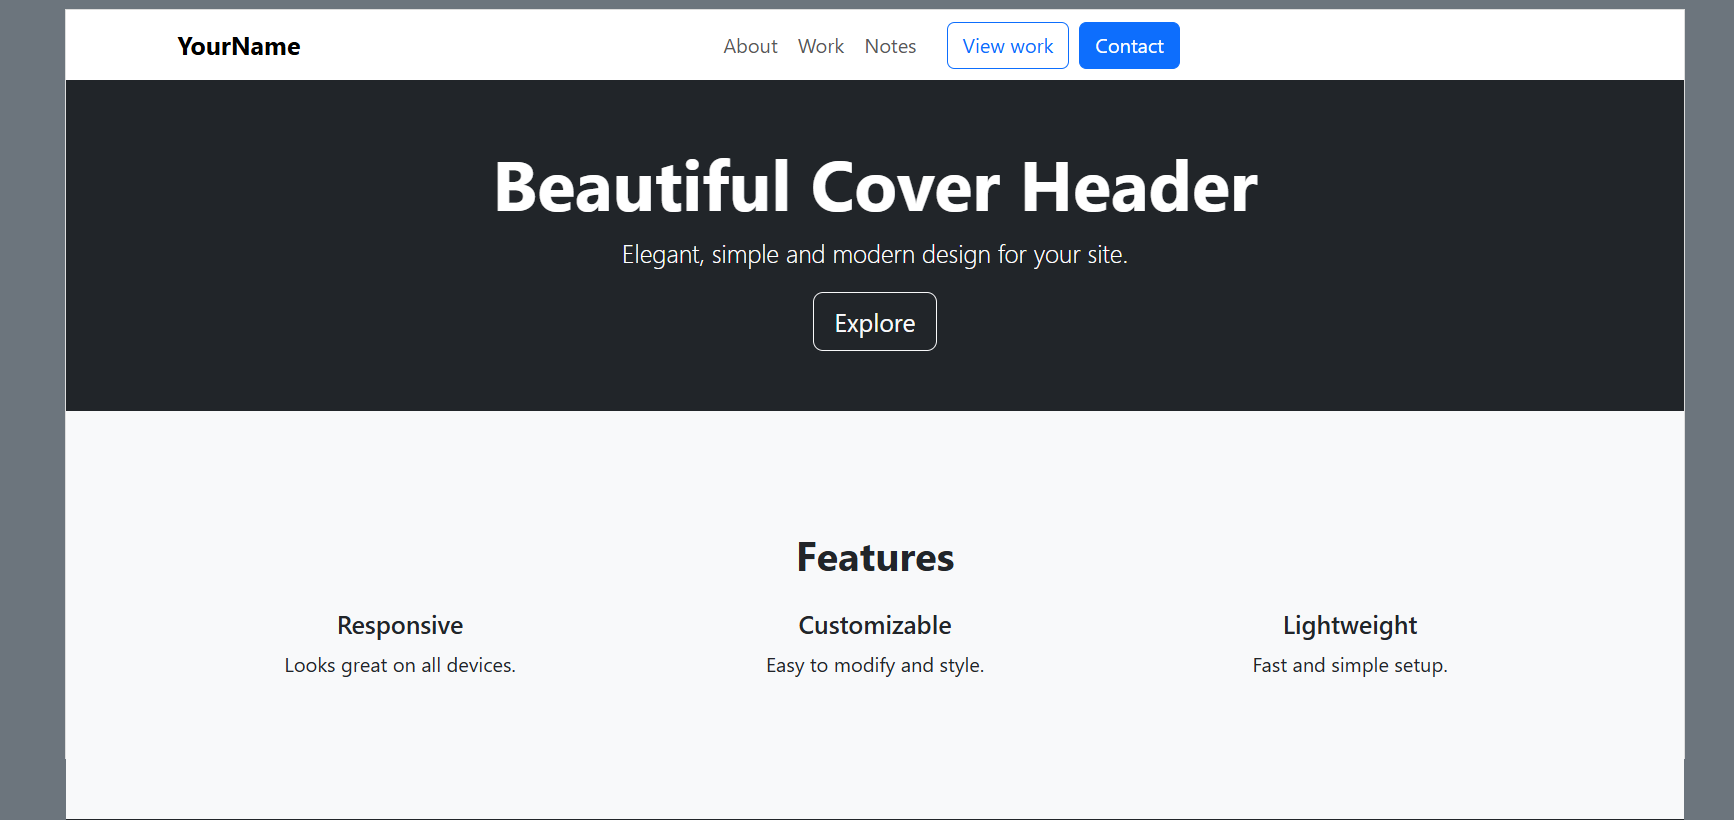 YourName About Work Notes View work Contact
Beautiful Cover Header
Elegant, simple and modern design for your site.
Explore
Features
Responsive Customizable Lightweight
Looks great on all devices. Easy to modify and style. Fast and simple setup.